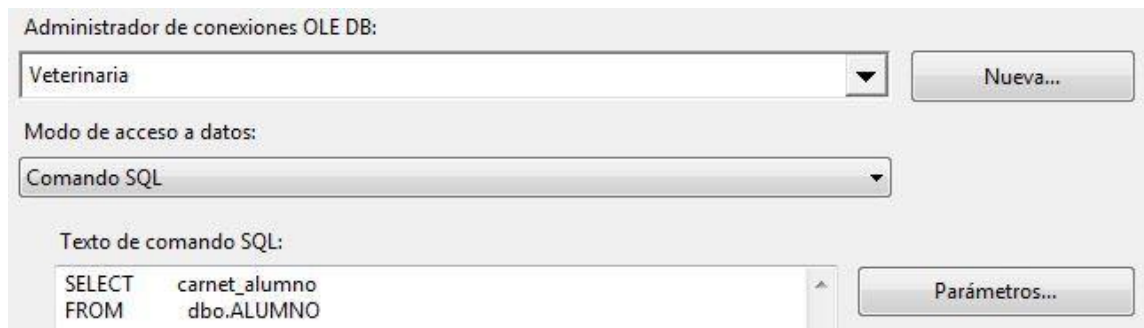 Administrador de conexiones OLE DB:
Veterinaria
Nueva...
Modo de acceso a datos:
Comando SQL
Texto de comando SQL:
SELECT carnet_alumno
FROM dbo.ALUMNO
Parámetros...